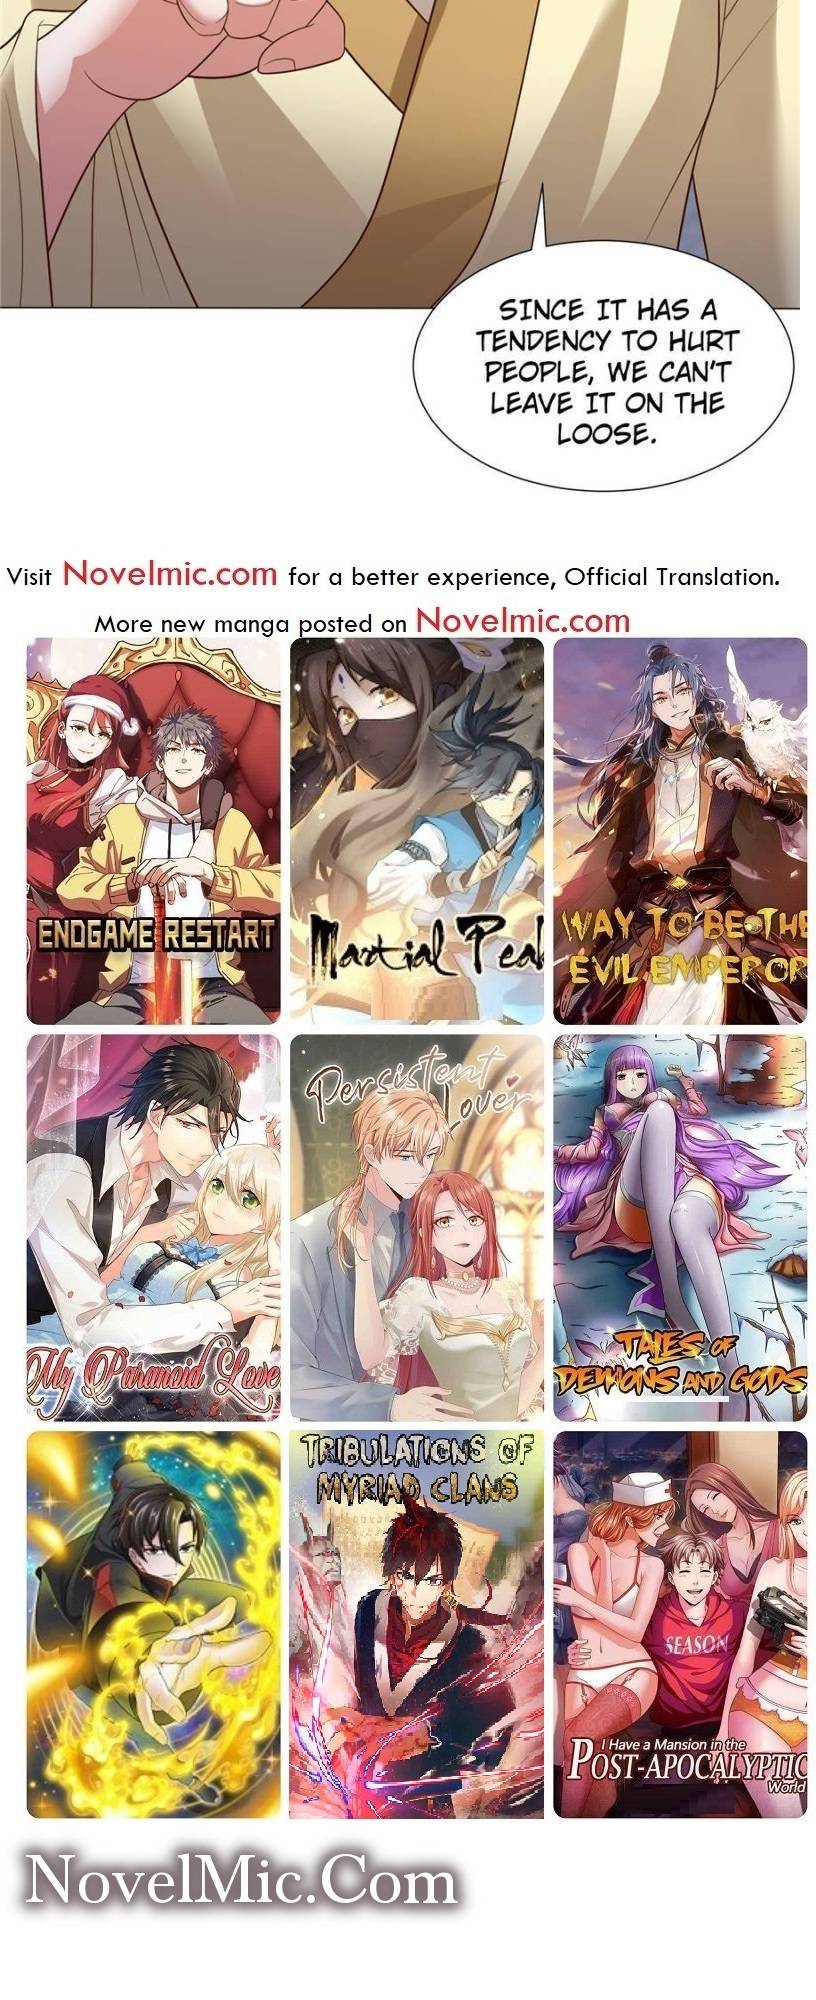 SINCE IT HAS A
TENDENCY TO HURT
PEOPLE, WE CAN'T
LEAVE IT ON THE
LOOSE.
Visit Novelmic.com for a better experience, Official Translation.
More new manga posted on Novelmic.com
ENDGAME RESTART
Martial Peak
WAY TO BE THE
EVIL EMPEROR
My Paranoid Love
Persistent
Lover
TALES OF
DEMONS AND GODS
TRIBULATIONS OF
MYRIAD CLANS
SEASON
I Have a Mansion in the
POST-APOCALYPTIC
World
NovelMic.Com